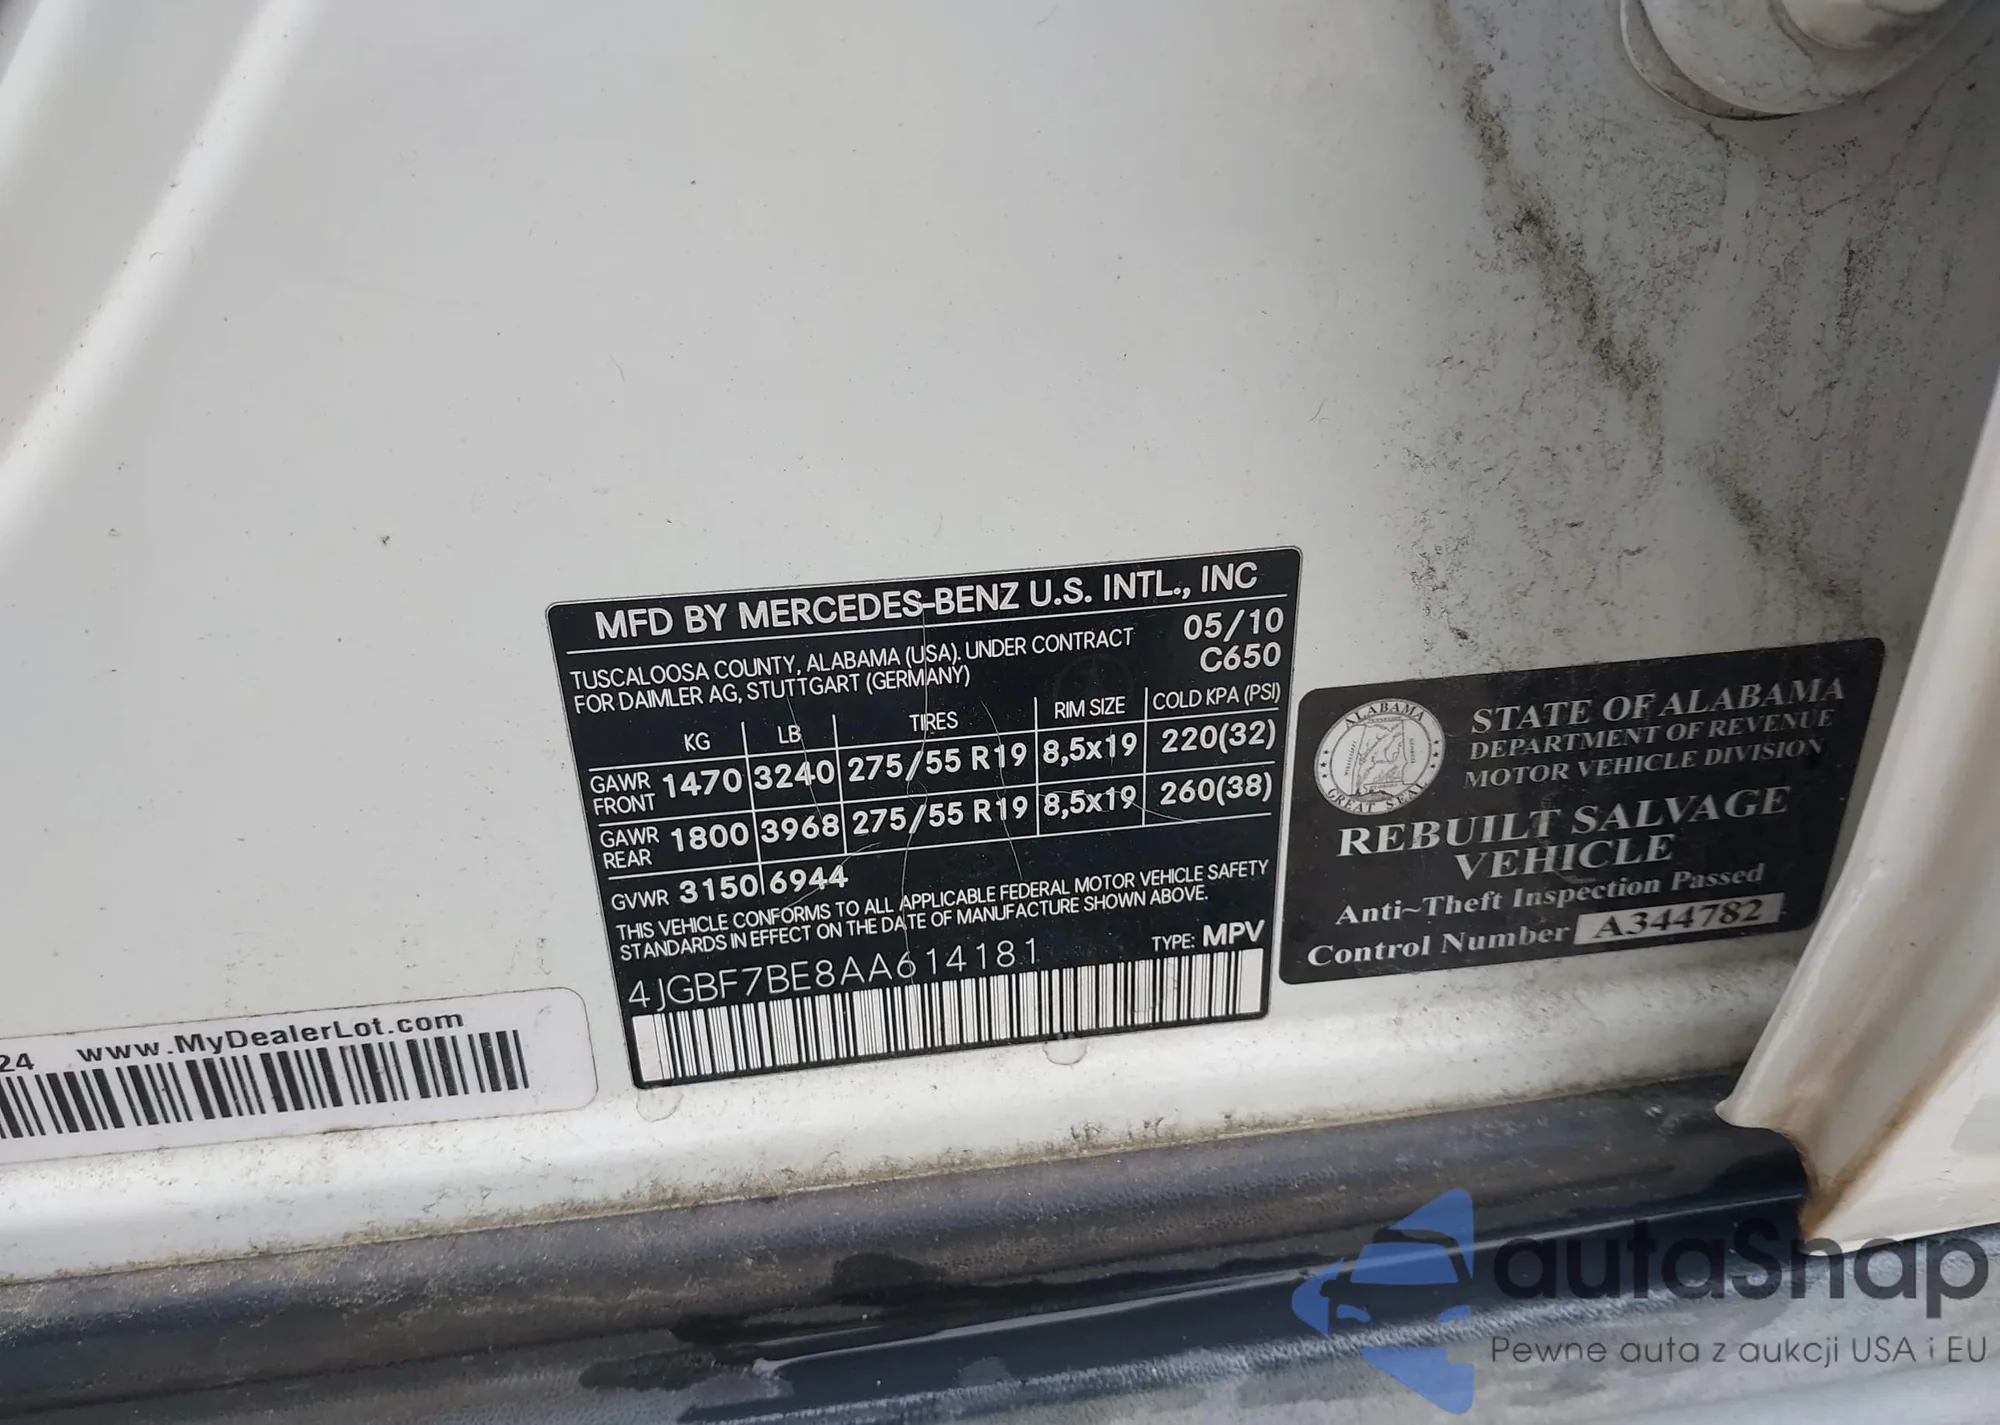 MFD BY MERCEDES-BENZ U.S. INTL., INC
TUSCALOOSA COUNTY, ALABAMA (USA). UNDER CONTRACT
FOR DAIMLER AG, STUTTGART (GERMANY)
05/10
C650
KG LB TIRES RIM SIZE COLD KPA (PSI)
GAWR FRONT 1470 3240 275/55 R19 8,5x19 220(32)
GAWR REAR 1800 3968 275/55 R19 8,5x19 260(38)
GVWR 3150 6944
THIS VEHICLE CONFORMS TO ALL APPLICABLE FEDERAL MOTOR VEHICLE SAFETY
STANDARDS IN EFFECT ON THE DATE OF MANUFACTURE SHOWN ABOVE.
4JGBF7BE8AA614181 TYPE: MPV
STATE OF ALABAMA
DEPARTMENT OF REVENUE
MOTOR VEHICLE DIVISION
ALABAMA
GREAT SEAL
REBUILT SALVAGE
VEHICLE
Anti~Theft Inspection Passed
Control Number A344782
24 www.MyDealerLot.com
autaSnap
Pewne auta z aukcji USA i EU